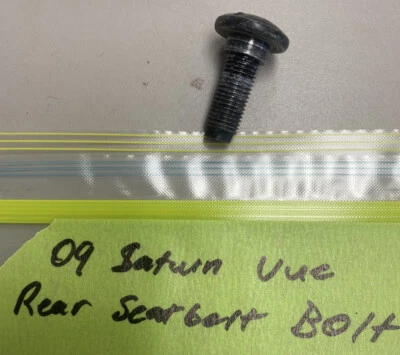 09 Saturn Vue
Rear Seatbelt Bolt